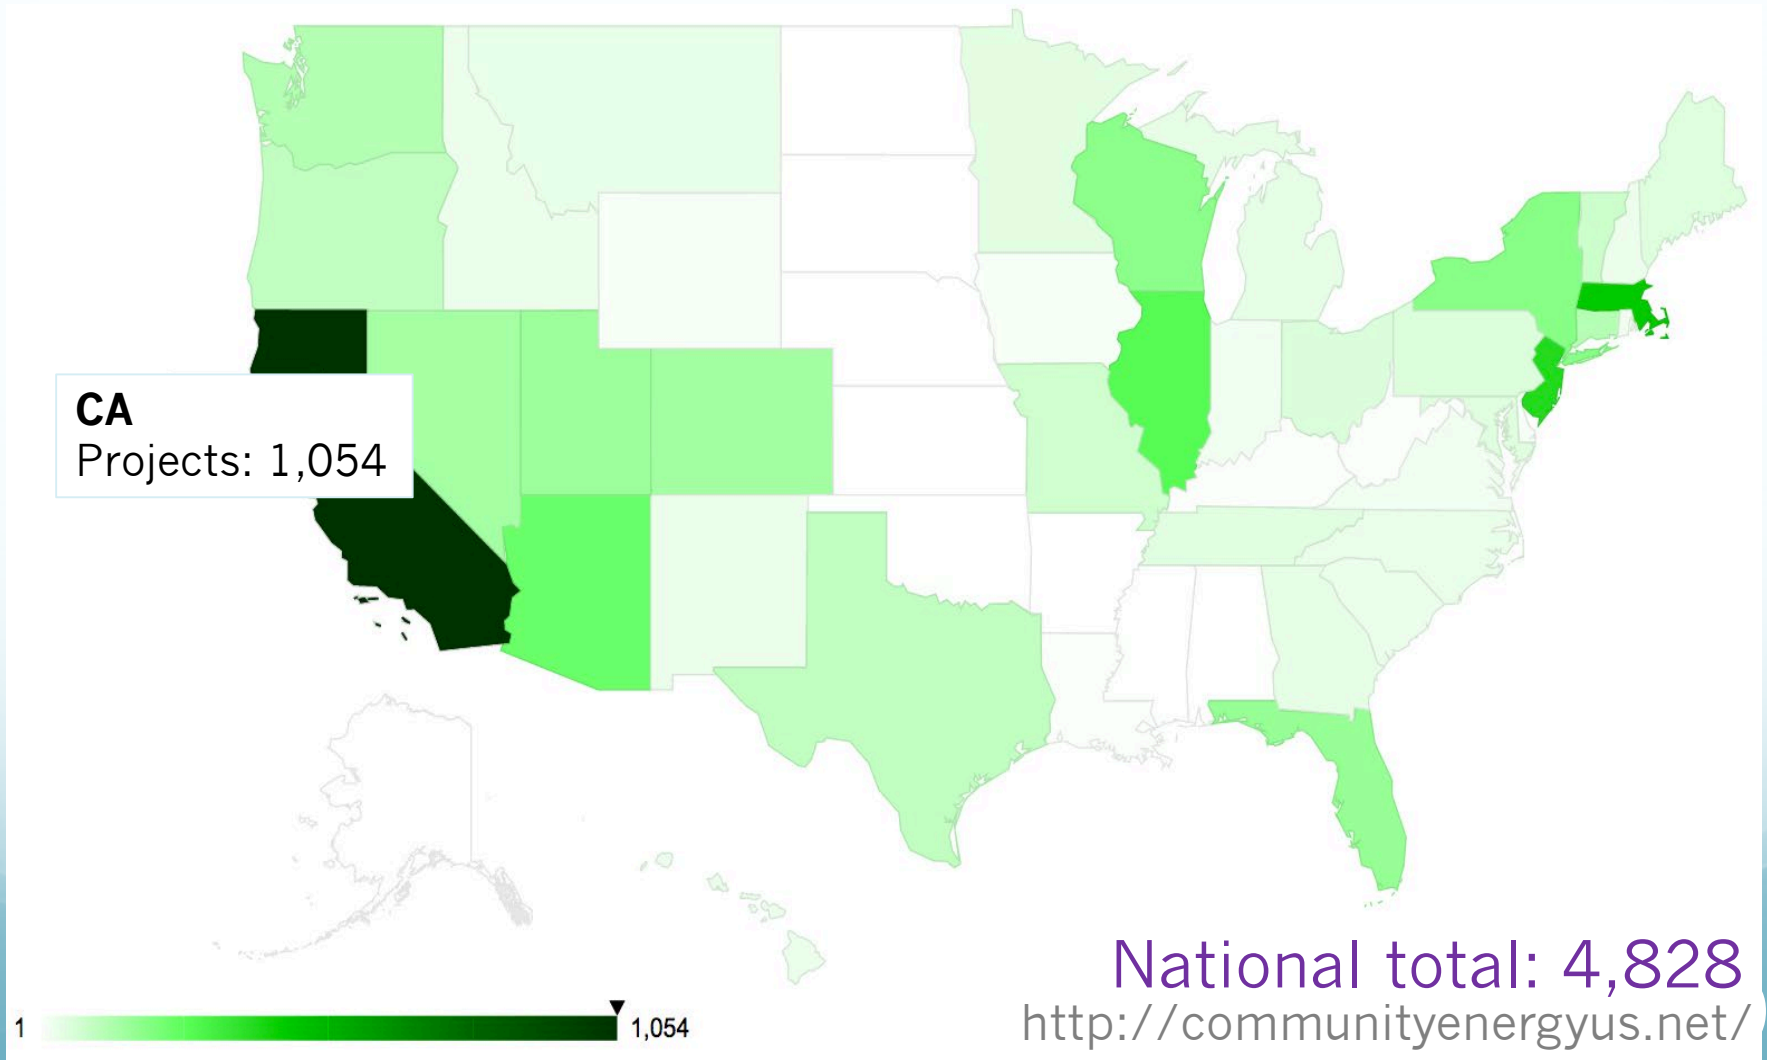 CA
Projects: 1,054
National total: 4,828
http://communityenergyus.net/
1
1,054